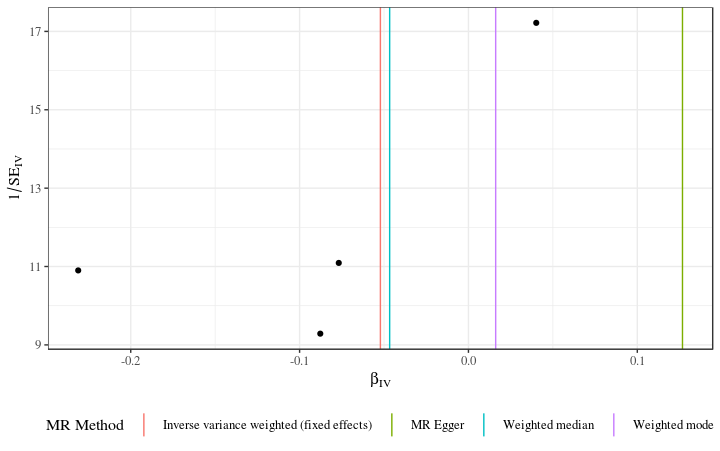 17
15
13
11
9
1/SE_IV
-0.2
-0.1
0.0
0.1
β_IV
MR Method
Inverse variance weighted (fixed effects)
MR Egger
Weighted median
Weighted mode